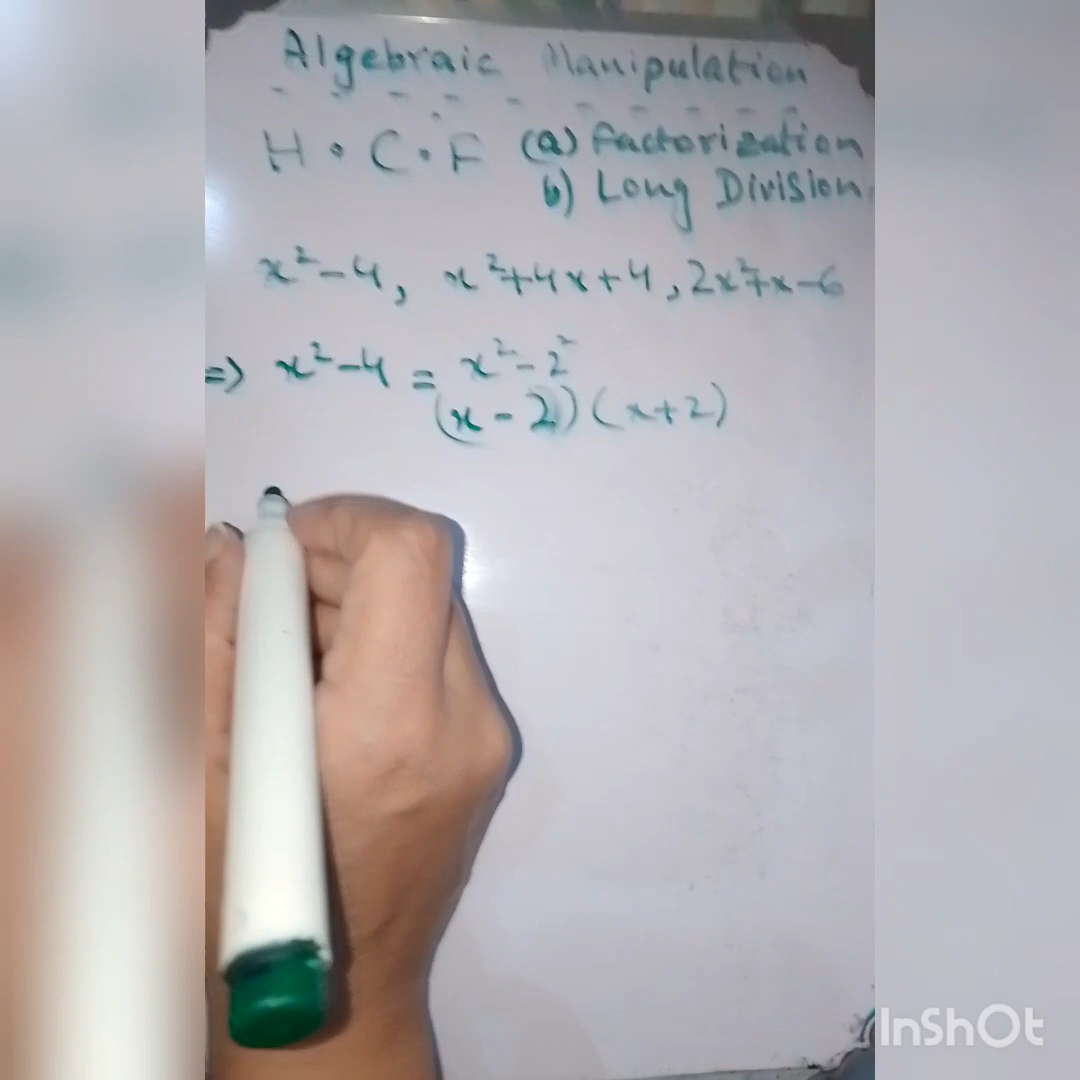 Algebraic Manipulation
H.C.F (a) Factorization
b) Long Division
x²-4, x²+4x+4, 2x²+x-6
=> x²-4 = x²-2²
(x-2)(x+2)
InShOt